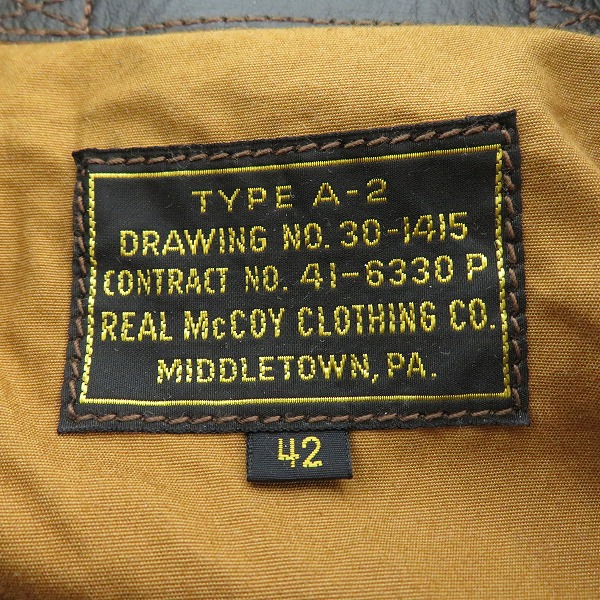 TYPE A-2
DRAWING NO. 30-1415
CONTRACT NO. 41-6330 P
REAL McCOY CLOTHING CO.
MIDDLETOWN, PA.
42